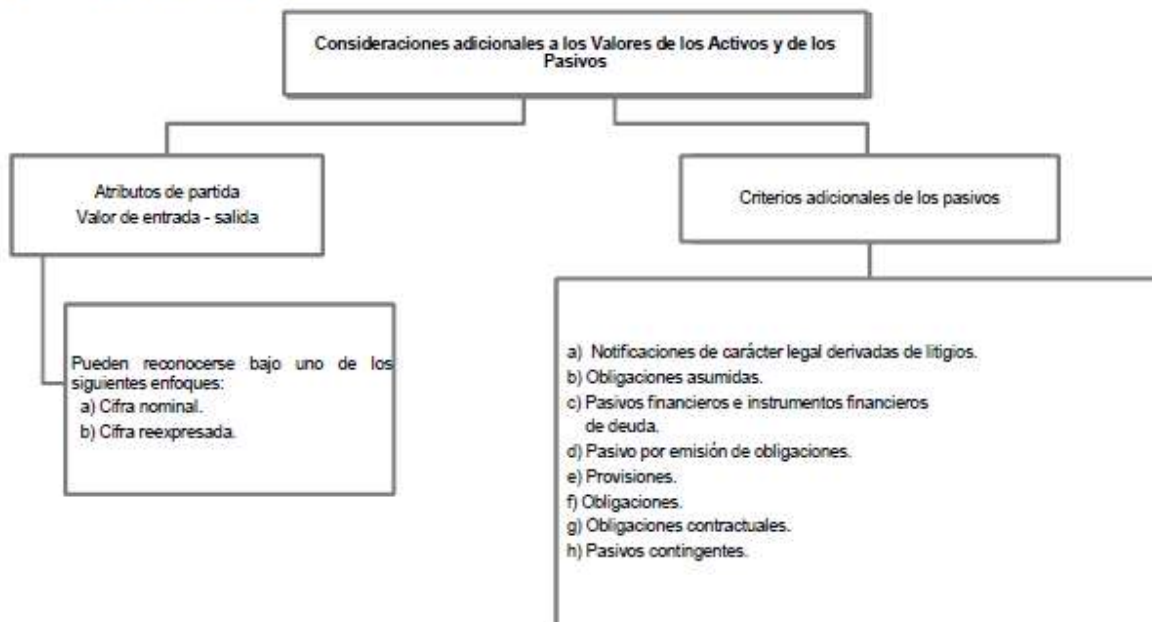 Consideraciones adicionales a los Valores de los Activos y de los
Pasivos
Atributos de partida
Valor de entrada - salida
Criterios adicionales de los pasivos
Pueden reconocerse bajo uno de los
siguientes enfoques:
a) Cifra nominal.
b) Cifra reexpresada.
a) Notificaciones de carácter legal derivadas de litigios.
b) Obligaciones asumidas.
c) Pasivos financieros e instrumentos financieros
de deuda.
d) Pasivo por emisión de obligaciones.
e) Provisiones.
f) Obligaciones.
g) Obligaciones contractuales.
h) Pasivos contingentes.